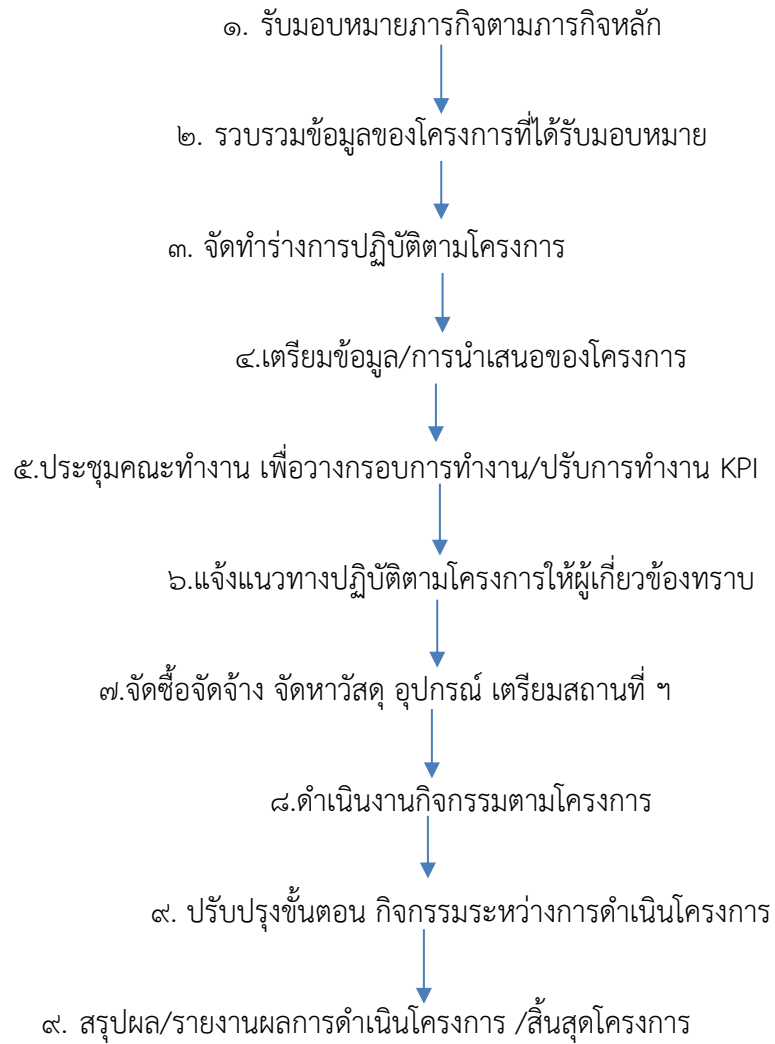 ๑. รับมอบหมายภารกิจตามภารกิจหลัก
๒. รวบรวมข้อมูลของโครงการที่ได้รับมอบหมาย
๓. จัดทำร่างการปฏิบัติตามโครงการ
๔.เตรียมข้อมูล/การนำเสนอของโครงการ
๕.ประชุมคณะทำงาน เพื่อวางกรอบการทำงาน/ปรับการทำงาน KPI
๖.แจ้งแนวทางปฏิบัติตามโครงการให้ผู้เกี่ยวข้องทราบ
๗.จัดซื้อจัดจ้าง จัดหาวัสดุ อุปกรณ์ เตรียมสถานที่ ฯ
๘.ดำเนินงานกิจกรรมตามโครงการ
๙. ปรับปรุงขั้นตอน กิจกรรมระหว่างการดำเนินโครงการ
๙. สรุปผล/รายงานผลการดำเนินโครงการ /สิ้นสุดโครงการ